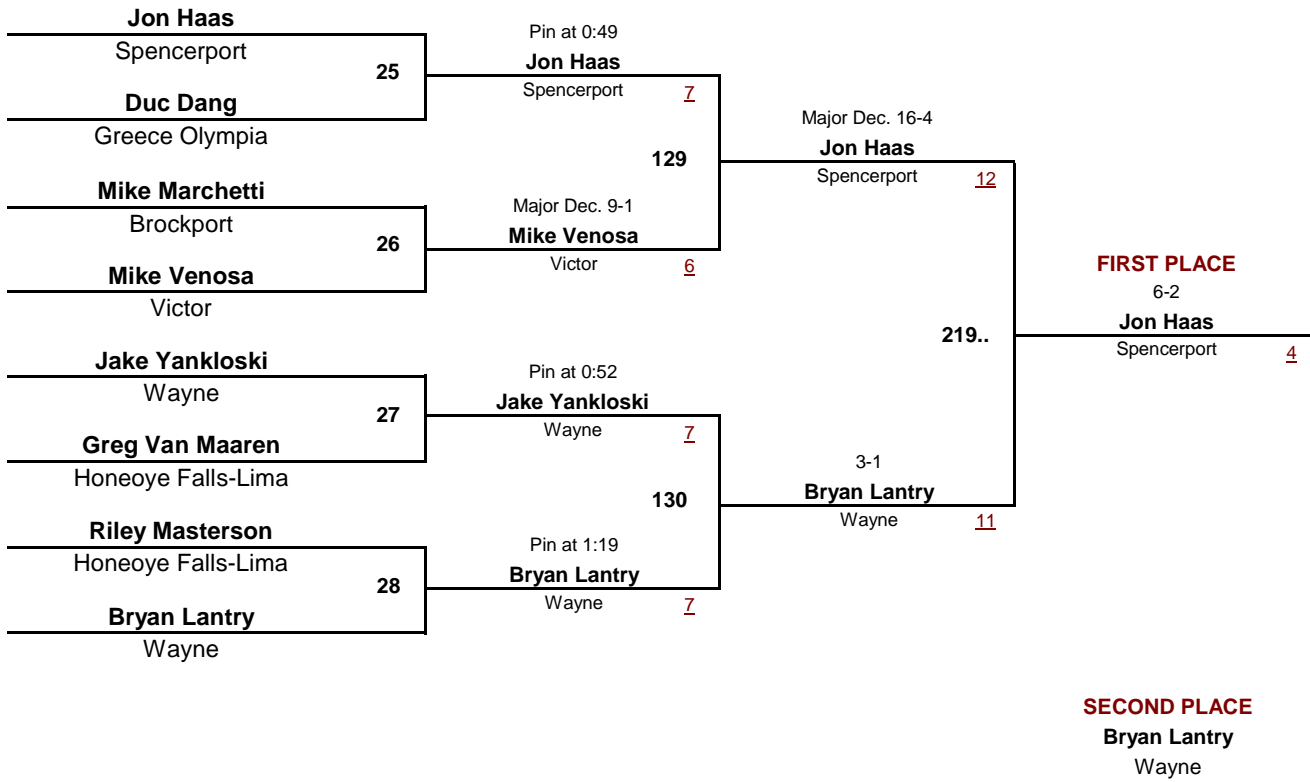 Jon Haas
Spencerport
25
Duc Dang
Greece Olympia
Mike Marchetti
Brockport
26
Mike Venosa
Victor
Jake Yankloski
Wayne
27
Greg Van Maaren
Honeoye Falls-Lima
Riley Masterson
Honeoye Falls-Lima
28
Bryan Lantry
Wayne
Pin at 0:49
Jon Haas
Spencerport 7
129
Major Dec. 9-1
Mike Venosa
Victor 6
Pin at 0:52
Jake Yankloski
Wayne 7
130
Pin at 1:19
Bryan Lantry
Wayne 7
Major Dec. 16-4
Jon Haas
Spencerport 12
219..
3-1
Bryan Lantry
Wayne 11
FIRST PLACE
6-2
Jon Haas
Spencerport 4
SECOND PLACE
Bryan Lantry
Wayne